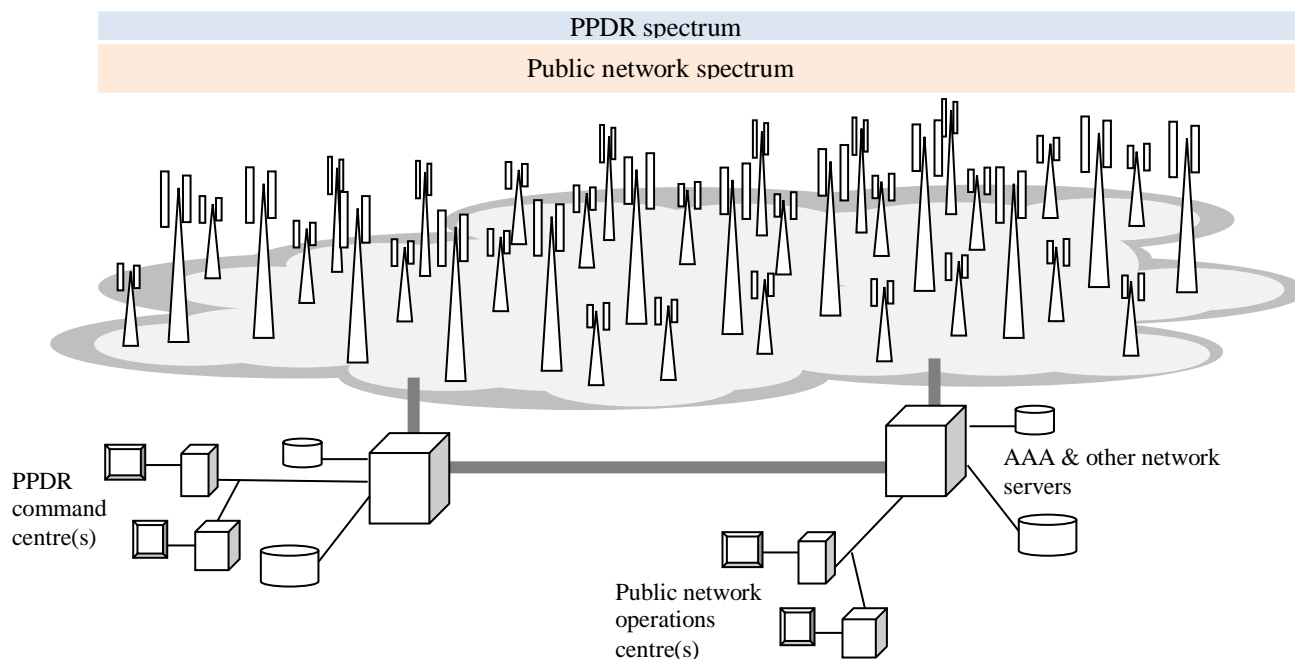 PPDR spectrum
Public network spectrum
AAA & other network
servers
PPDR
command
centre(s)
Public network
operations
centre(s)